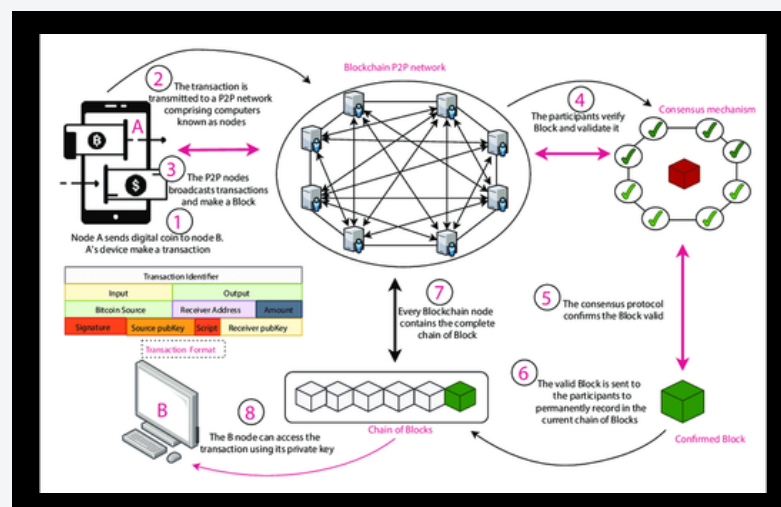 Blockchain P2P network
2
The transaction is
transmitted to a P2P network
comprising computers
known as nodes
A
₿
$
3
The P2P nodes
broadcasts transactions
and make a Block
1
Node A sends digital coin to node B.
A's device make a transaction
4
The participants verify
Block and validate it
Consensus mechanism
5
The consensus protocol
confirms the Block valid
6
The valid Block is sent to
the participants to
permanently record in the
current chain of Blocks
Confirmed Block
7
Every Blockchain node
contains the complete
chain of Block
Transaction Identifier
Input Output
Bitcoin Source Receiver Address Amount
Signature Source pubKey Script Receiver pubKey
Transaction Format
Chain of Blocks
B
8
The B node can access the
transaction using its private key